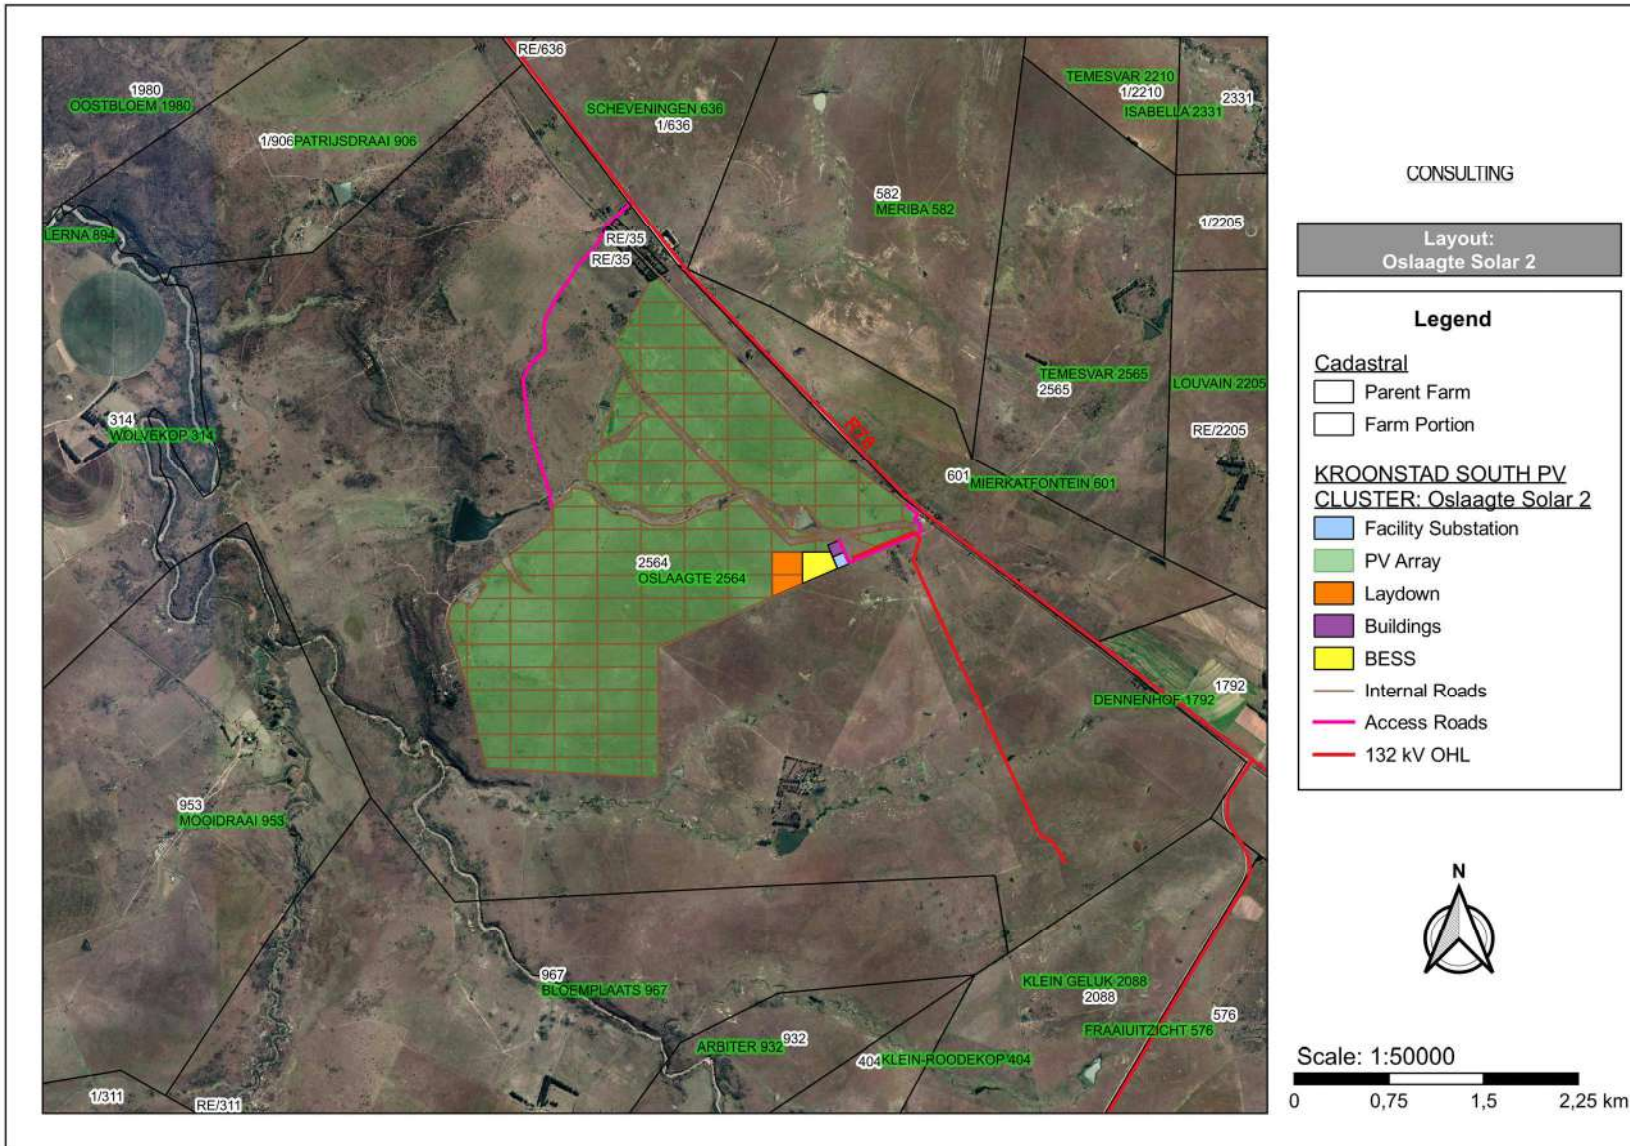 RE/636
1980
OOSTBLOEM 1980
1/906
PATRIJSDRAAI 906
SCHEVENINGEN 636
1/636
TEMESVAR 2210
1/2210
2331
ISABELLA 2331
582
MERIBA 582
1/2205
LERNA 894
RE/35
RE/35
TEMESVAR 2565
2565
LOUVAIN 2205
RE/2205
314
WOLVEKOP 314
R76
601
MIERKATFONTEIN 601
2564
OSLAAGTE 2564
1792
DENNENHOF 1792
953
MOOIDRAAI 953
967
BLOEMPLAATS 967
KLEIN GELUK 2088
2088
576
FRAAIUITZICHT 576
ARBITER 932
932
404
KLEIN-ROODEKOP 404
1/311
RE/311
CONSULTING
Layout:
Oslaagte Solar 2
Legend
Cadastral
Parent Farm
Farm Portion
KROONSTAD SOUTH PV
CLUSTER: Oslaagte Solar 2
Facility Substation
PV Array
Laydown
Buildings
BESS
Internal Roads
Access Roads
132 kV OHL
N
Scale: 1:50000
0 0,75 1,5 2,25 km